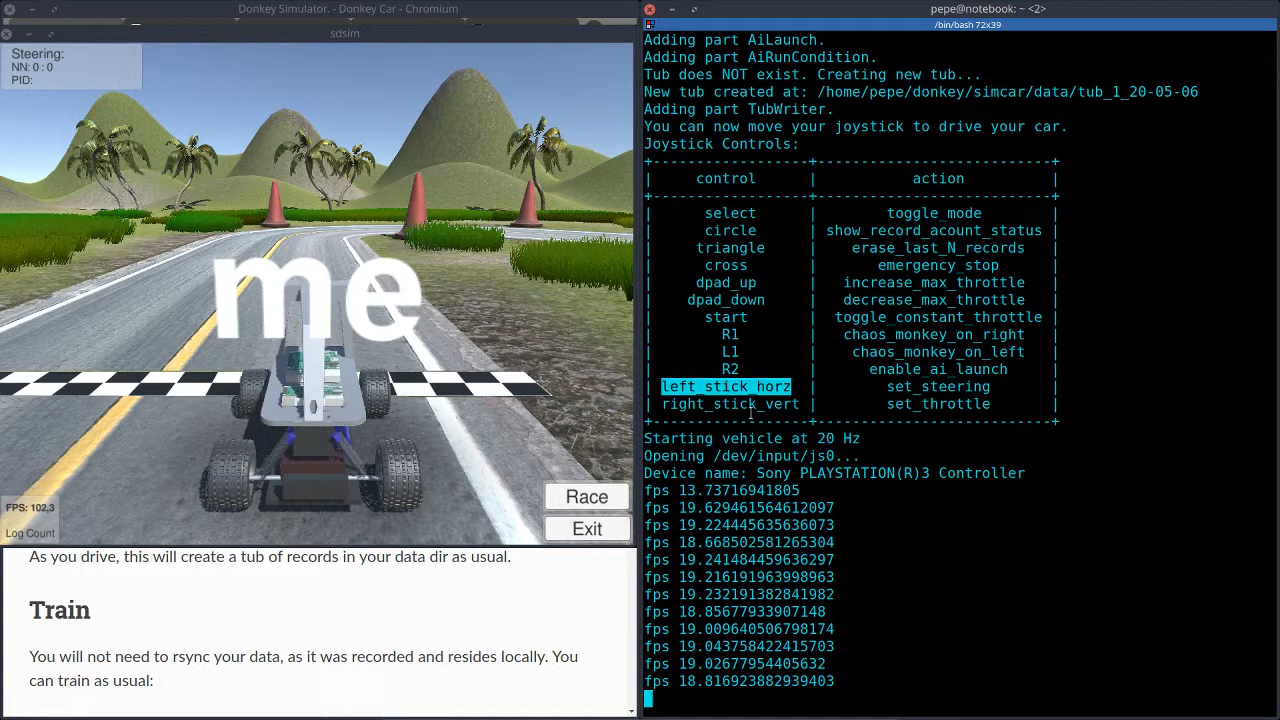 Donkey Simulator. - Donkey Car - Chromium
sdsim
Steering:
NN: 0 : 0
PID:
me
Race
FPS: 102,3
Exit
Log Count
As you drive, this will create a tub of records in your data dir as usual.
Train
You will not need to rsync your data, as it was recorded and resides locally. You
can train as usual:
pepe@notebook: ~ <2>
/bin/bash 72x39
Adding part AiLaunch.
Adding part AiRunCondition.
Tub does NOT exist. Creating new tub...
New tub created at: /home/pepe/donkey/simcar/data/tub_1_20-05-06
Adding part TubWriter.
You can now move your joystick to drive your car.
Joystick Controls:
+------------------+---------------------------+
| control | action |
+------------------+---------------------------+
| select | toggle_mode |
| circle | show_record_acount_status |
| triangle | erase_last_N_records |
| cross | emergency_stop |
| dpad_up | increase_max_throttle |
| dpad_down | decrease_max_throttle |
| start | toggle_constant_throttle |
| R1 | chaos_monkey_on_right |
| L1 | chaos_monkey_on_left |
| R2 | enable_ai_launch |
| left_stick_horz | set_steering |
| right_stick_vert | set_throttle |
+------------------+---------------------------+
Starting vehicle at 20 Hz
Opening /dev/input/js0...
Device name: Sony PLAYSTATION(R)3 Controller
fps 13.73716941805
fps 19.629461564612097
fps 19.224445635636073
fps 18.668502581265304
fps 19.241484459636297
fps 19.216191963998963
fps 19.232191382841982
fps 18.85677933907148
fps 19.009640506798174
fps 19.043758422415703
fps 19.02677954405632
fps 18.816923882939403